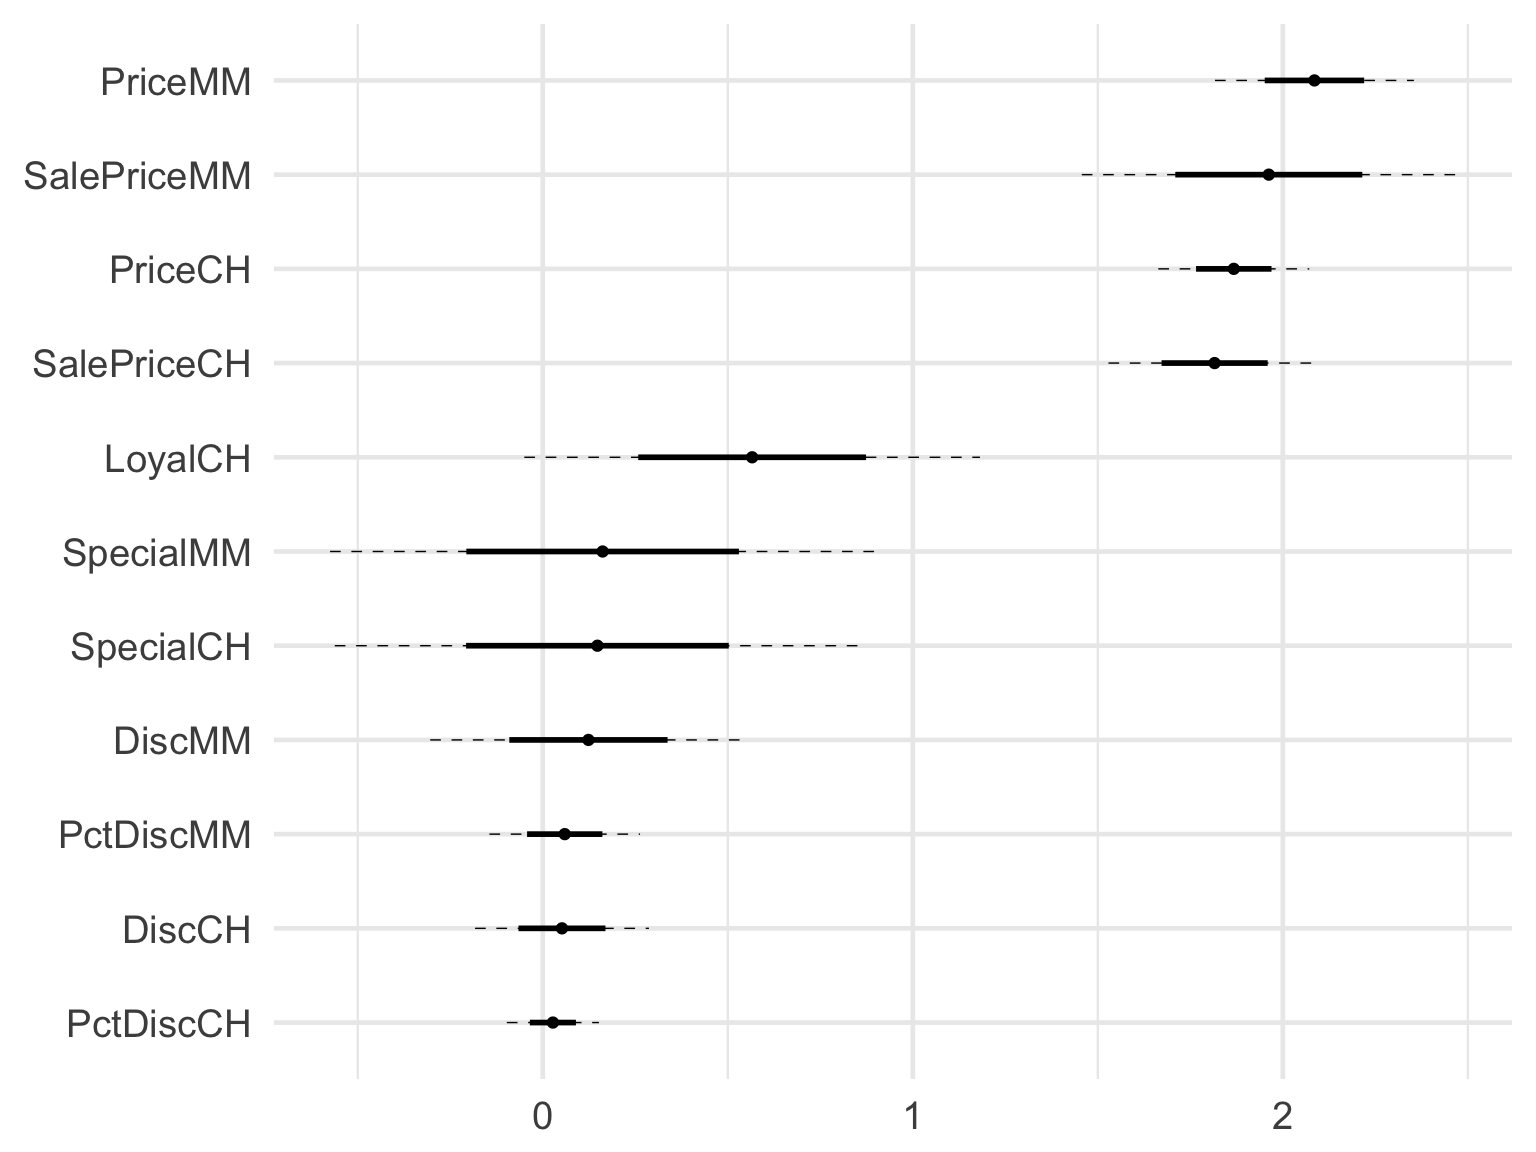 PriceMM
SalePriceMM
PriceCH
SalePriceCH
LoyalCH
SpecialMM
SpecialCH
DiscMM
PctDiscMM
DiscCH
PctDiscCH
0 1 2